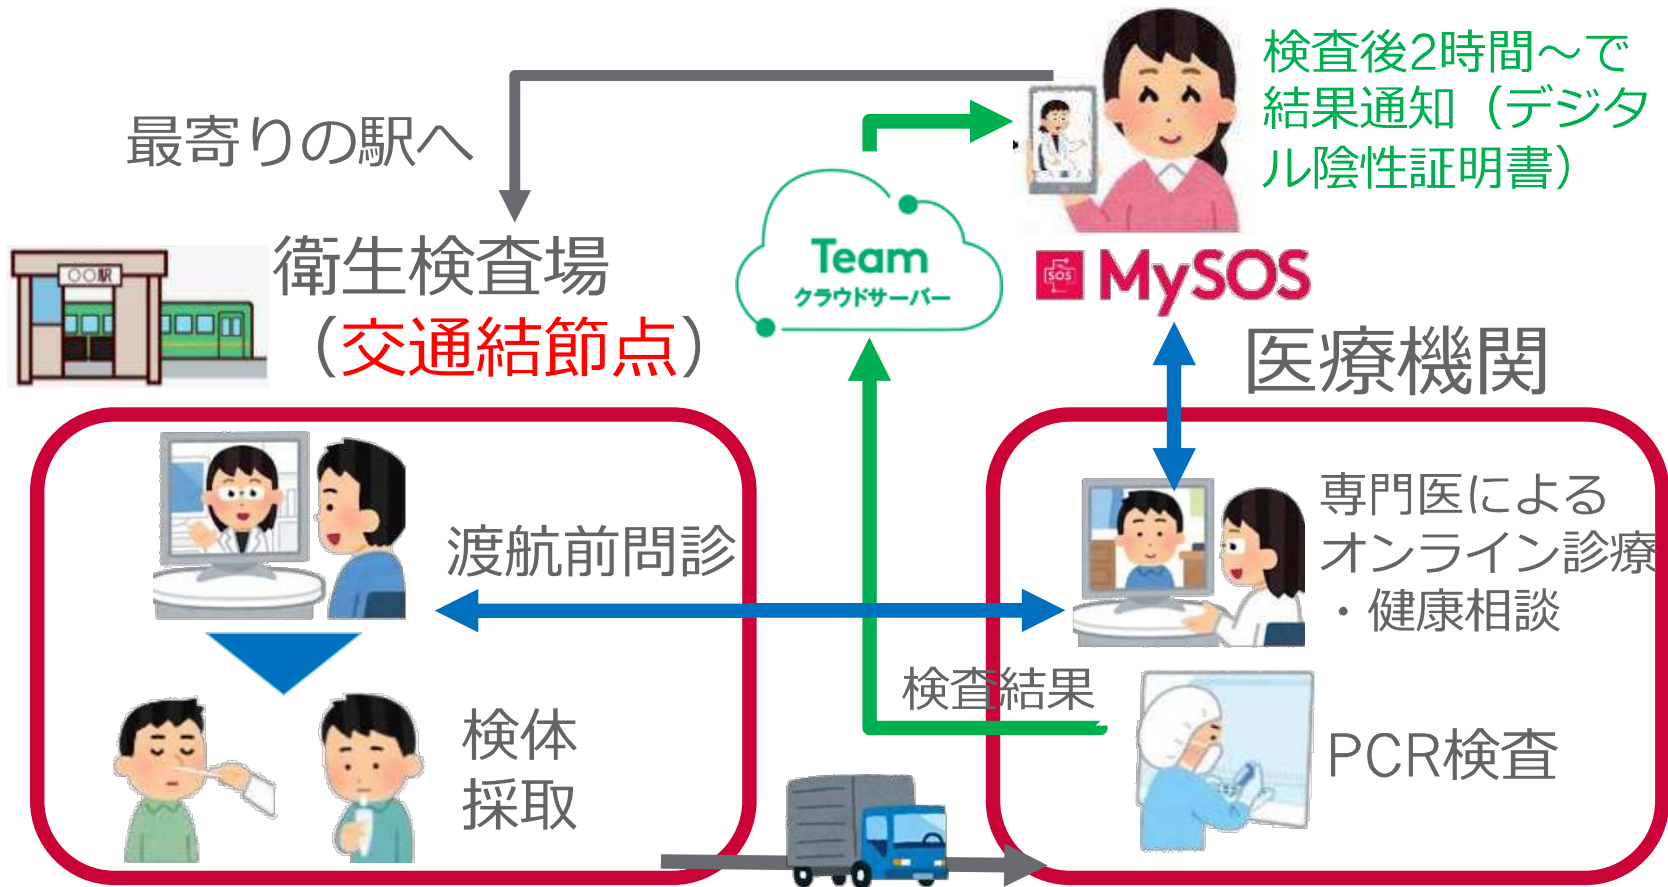 検査後2時間～で
結果通知（デジタ
ル陰性証明書）
最寄りの駅へ
○○駅
衛生検査場
（交通結節点）
Team
クラウドサーバー
SOS
MySOS
医療機関
渡航前問診
専門医による
オンライン診療
・健康相談
検査結果
検体
採取
PCR検査